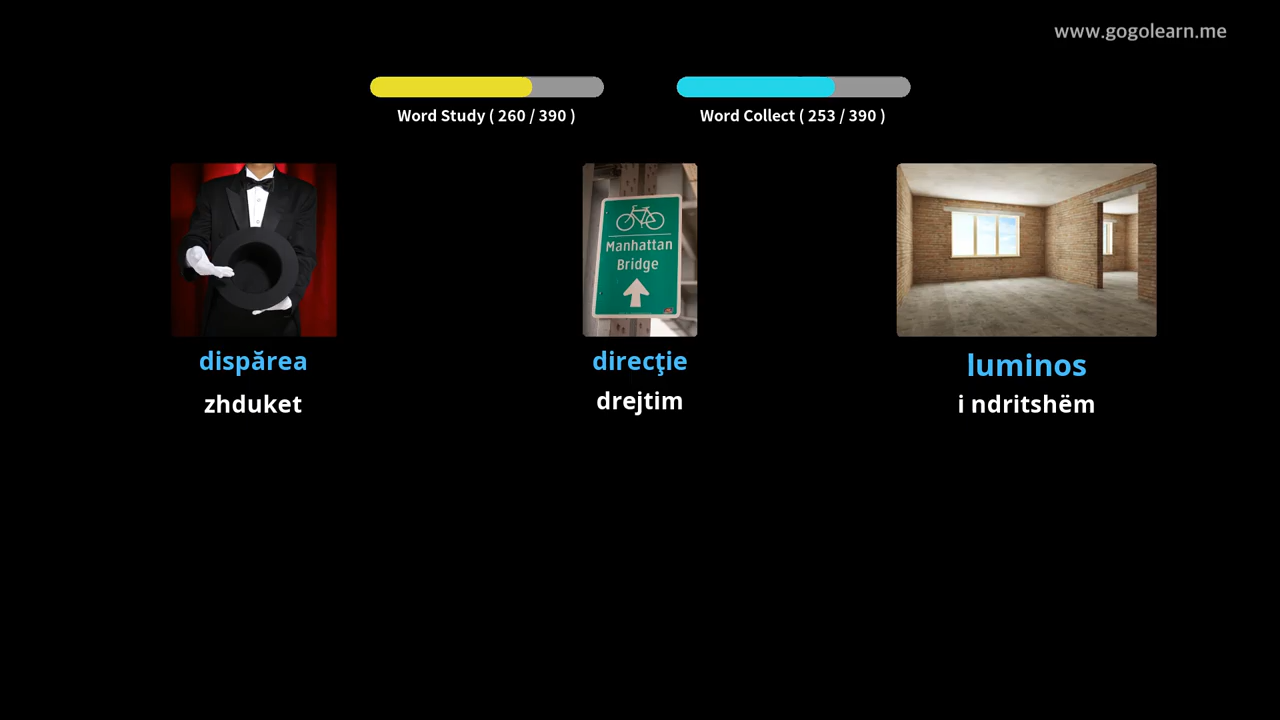 www.gogolearn.me
Word Study ( 260 / 390 )
Word Collect ( 253 / 390 )
Manhattan
Bridge
dispărea
direcţie
luminos
zhduket
drejtim
i ndritshëm